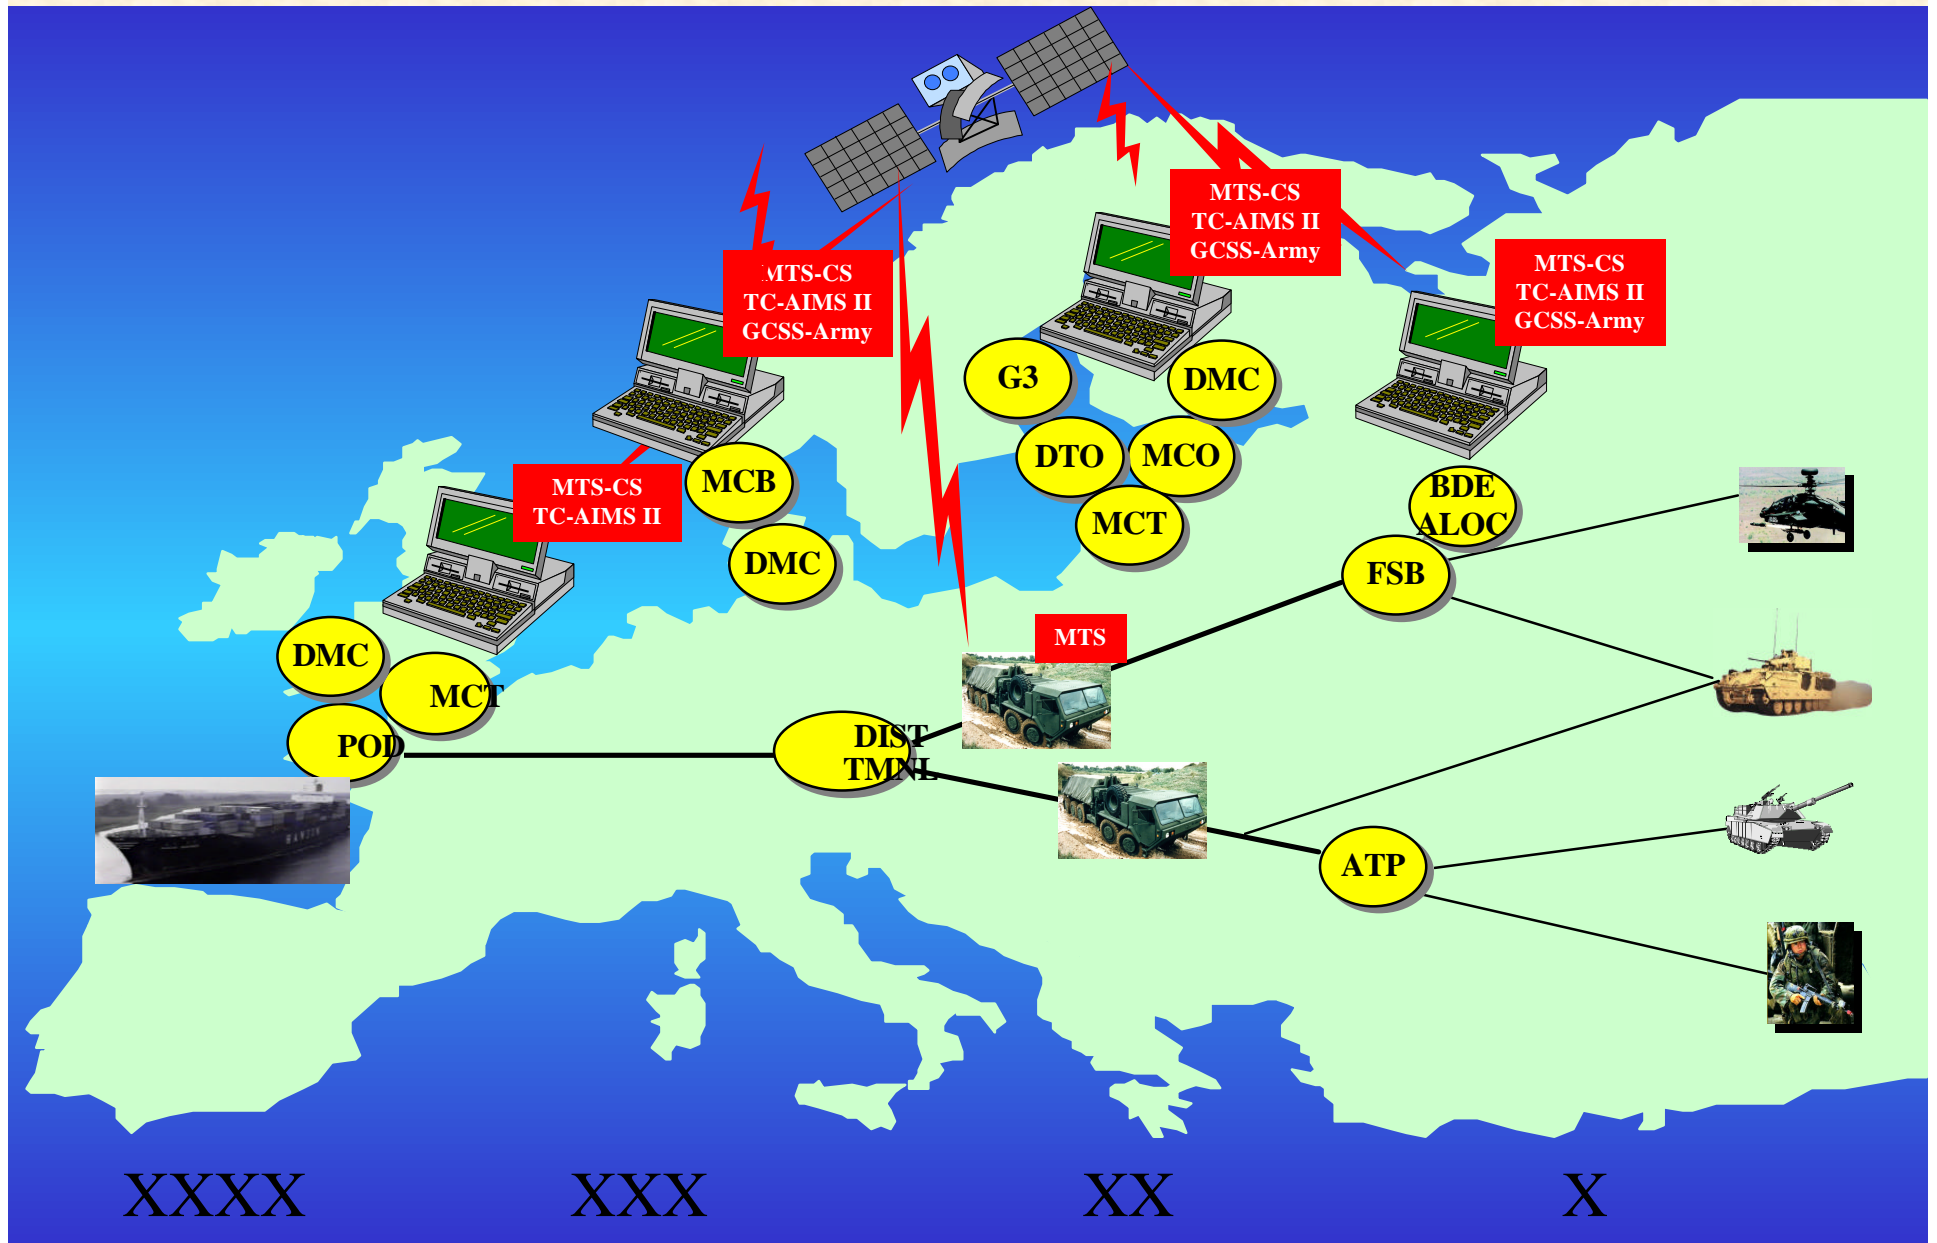 MTS-CS
TC-AIMS II
GCSS-Army
MTS-CS
TC-AIMS II
GCSS-Army
MTS-CS
TC-AIMS II
GCSS-Army
G3
DMC
DTO
MCO
MCT
MTS-CS
TC-AIMS II
MCB
DMC
BDE
ALOC
FSB
DMC
MCT
POD
MTS
DIST
TMNL
ATP
XXXX
XXX
XX
X